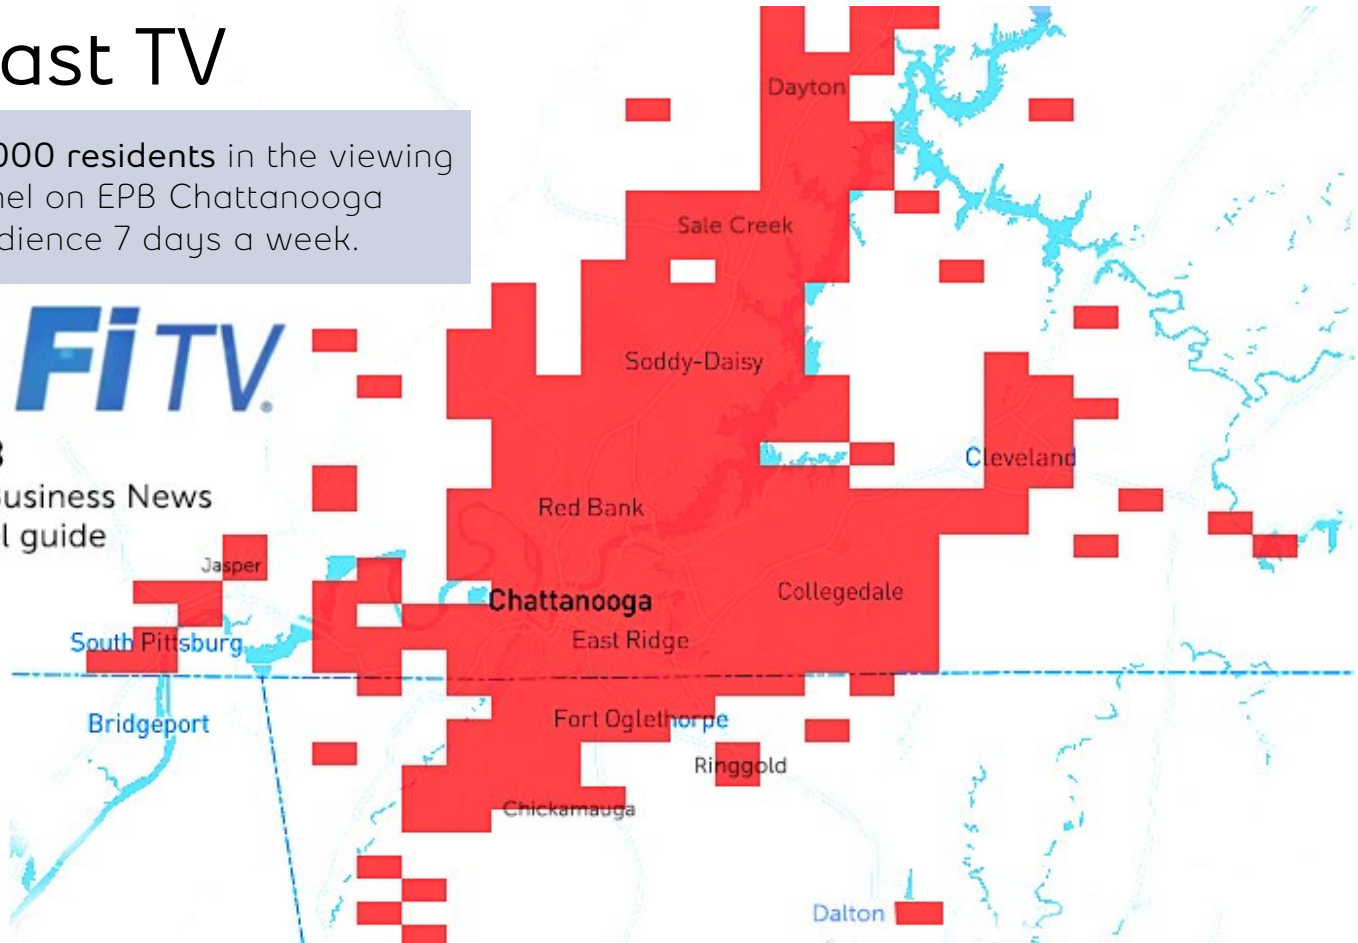 ast TV
000 residents in the viewing
nel on EPB Chattanooga
dience 7 days a week.
Fi TV®
usiness News
l guide
Dayton
Sale Creek
Soddy-Daisy
Cleveland
Red Bank
Jasper
Collegedale
Chattanooga
East Ridge
South Pittsburg
Bridgeport
Fort Oglethorpe
Ringgold
Chickamauga
Dalton